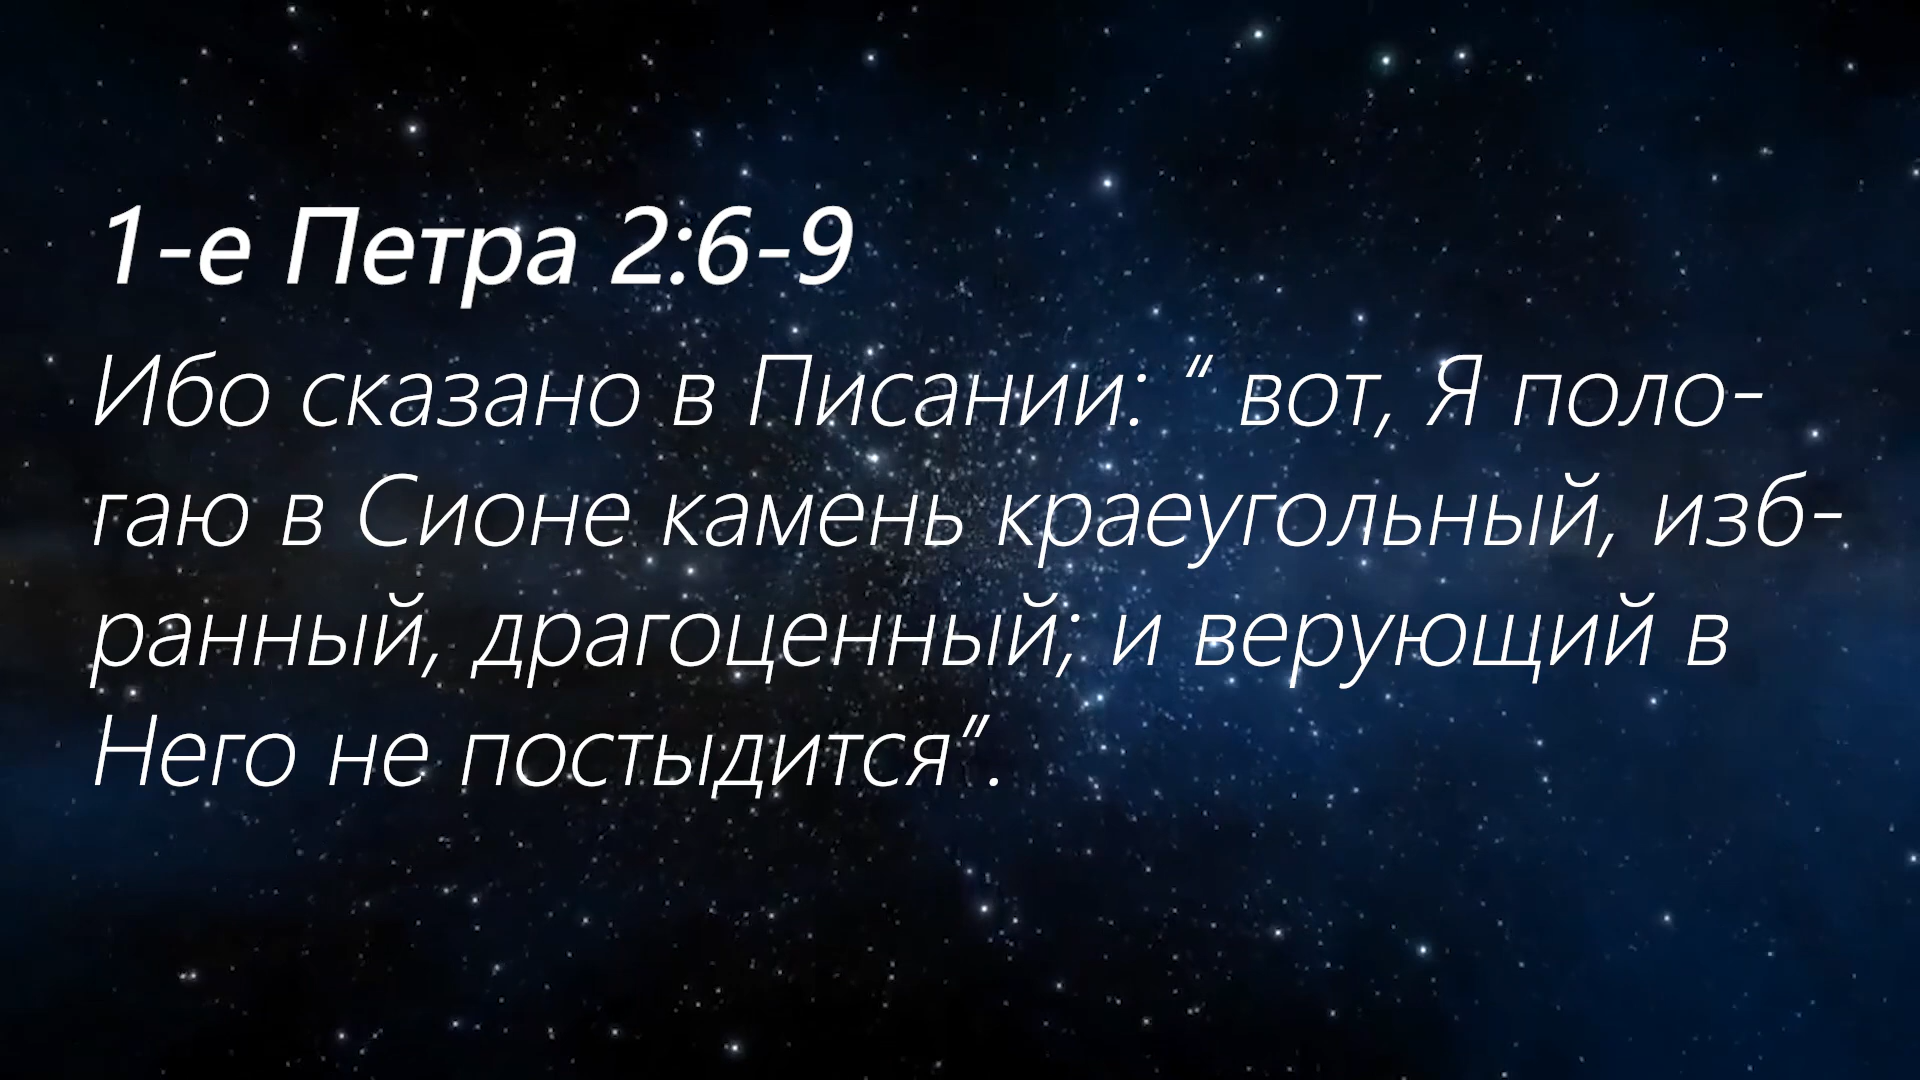 1-е Петра 2:6-9
Ибо сказано в Писании: “ вот, Я поло-
гаю в Сионе камень краеугольный, изб-
ранный, драгоценный; и верующий в
Него не постыдится”.